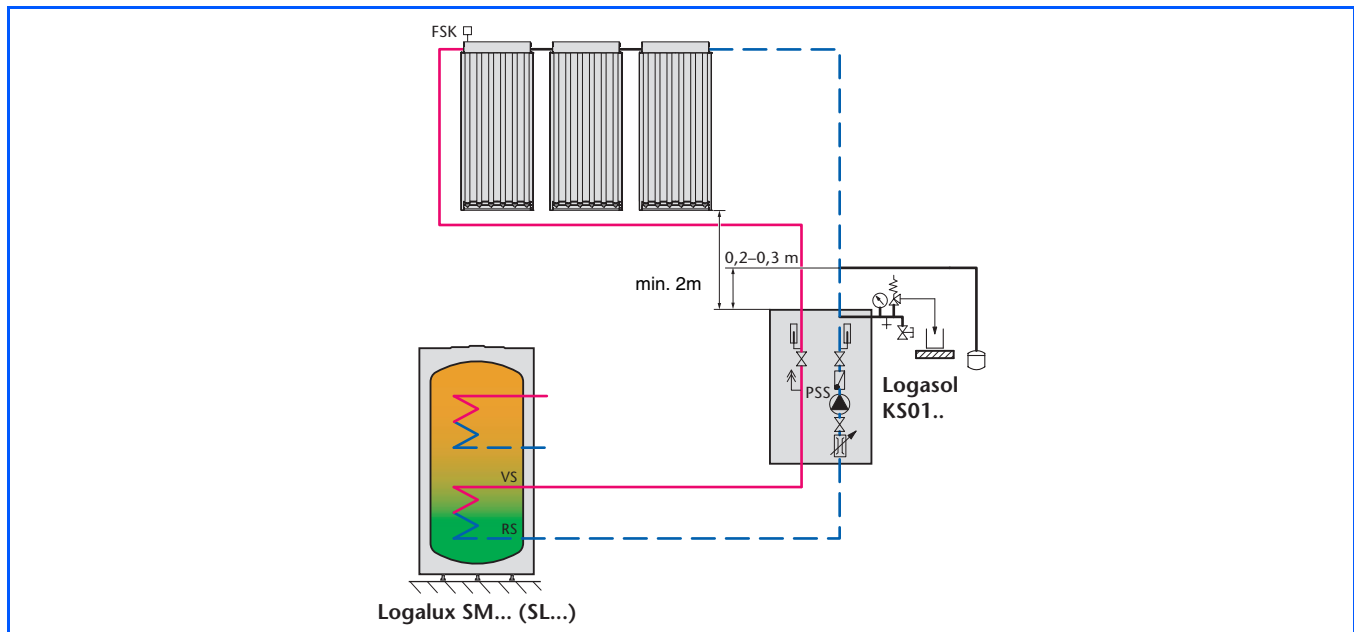 FSK
0,2–0,3 m
min. 2m
PSS
Logasol
KS01..
VS
RS
Logalux SM... (SL...)